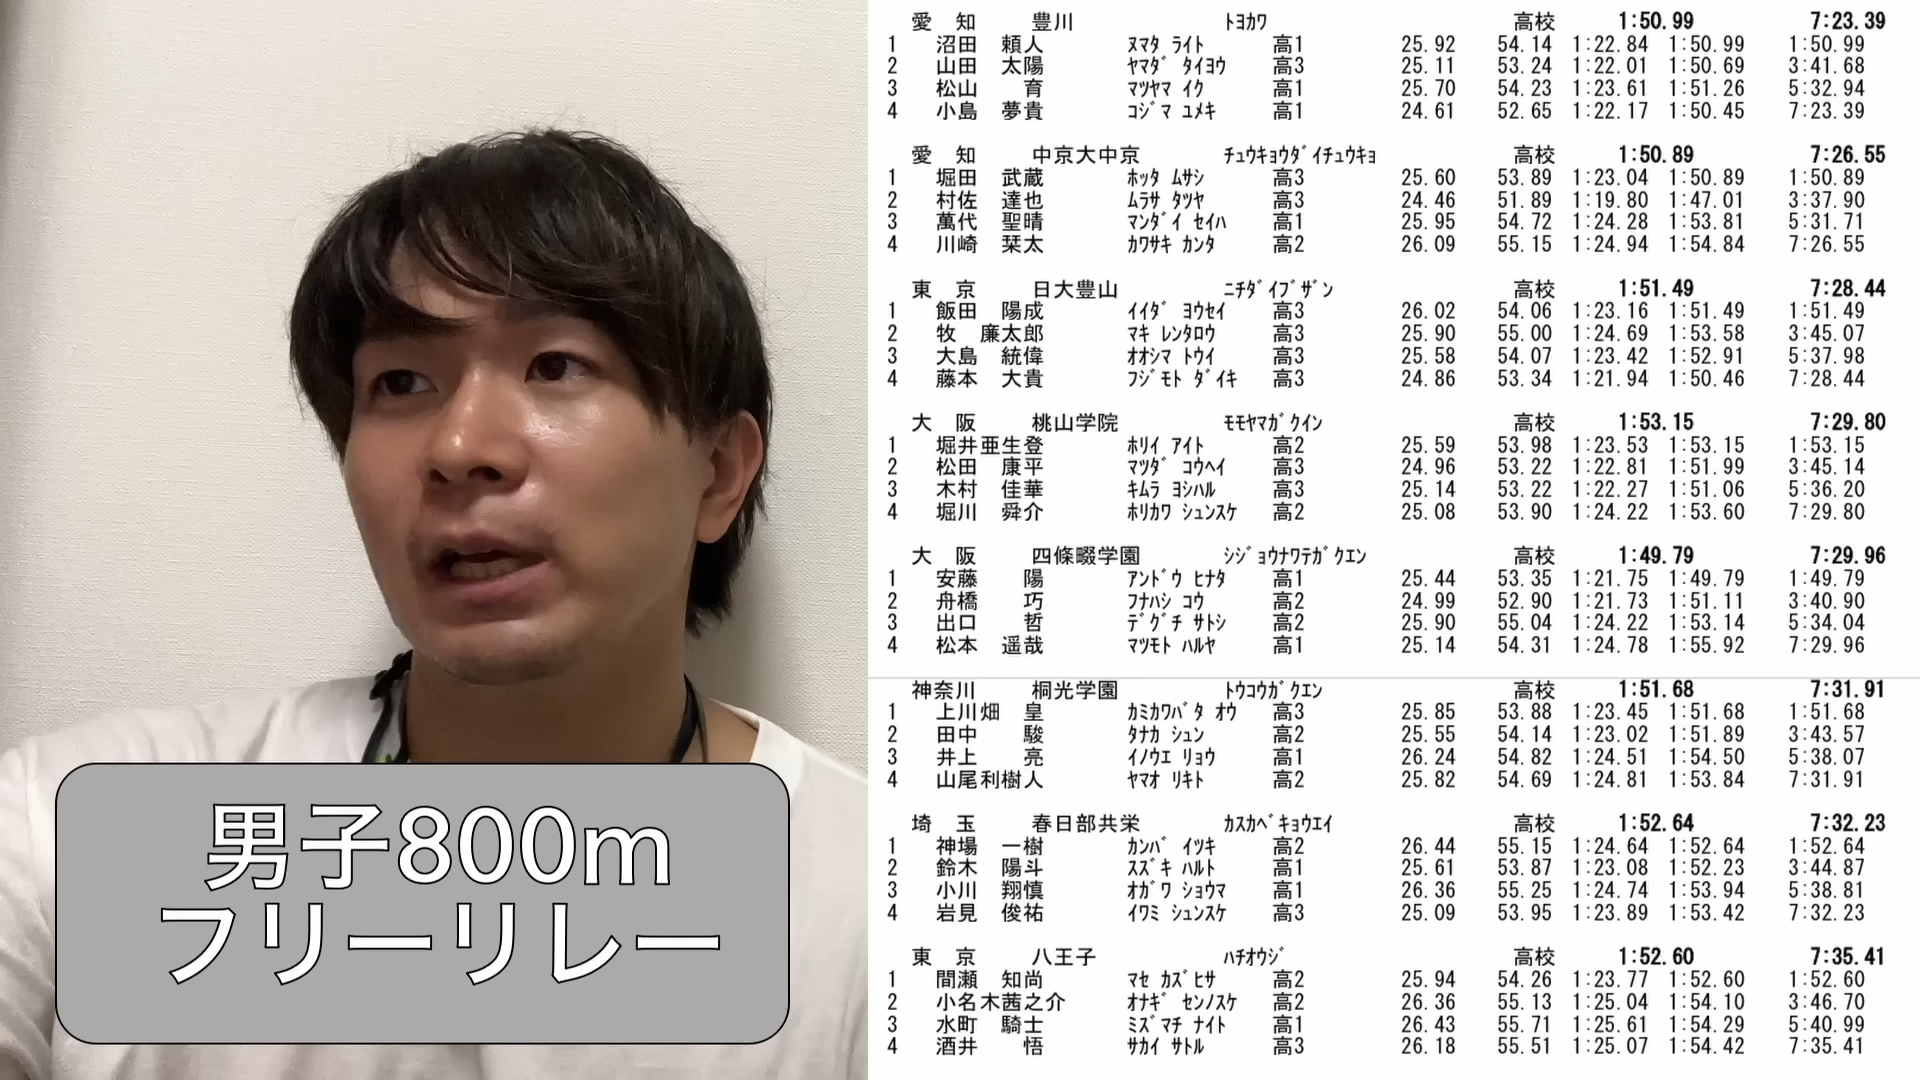 男子800m
フリーリレー
愛 知 豊川 ﾄﾖｶﾜ 高校 1:50.99 7:23.39
1 沼田 頼人 ﾇﾏﾀ ﾗｲﾄ 高1 25.92 54.14 1:22.84 1:50.99 1:50.99
2 山田 太陽 ﾔﾏﾀﾞ ﾀｲﾖｳ 高3 25.11 53.24 1:22.01 1:50.69 3:41.68
3 松山 育 ﾏﾂﾔﾏ ｲｸ 高1 25.70 54.23 1:23.61 1:51.26 5:32.94
4 小島 夢貴 ｺｼﾞﾏ ﾕﾒｷ 高1 24.61 52.65 1:22.17 1:50.45 7:23.39
愛 知 中京大中京 ﾁｭｳｷｮｳﾀﾞｲﾁｭｳｷｮ 高校 1:50.89 7:26.55
1 堀田 武蔵 ﾎｯﾀ ﾑｻｼ 高3 25.60 53.89 1:23.04 1:50.89 1:50.89
2 村佐 達也 ﾑﾗｻ ﾀﾂﾔ 高3 24.46 51.89 1:19.80 1:47.01 3:37.90
3 萬代 聖晴 ﾏﾝﾀﾞｲ ｾｲﾊ 高1 25.95 54.72 1:24.28 1:53.81 5:31.71
4 川崎 栞太 ｶﾜｻｷ ｶﾝﾀ 高2 26.09 55.15 1:24.94 1:54.84 7:26.55
東 京 日大豊山 ﾆﾁﾀﾞｲﾌﾞｻﾞﾝ 高校 1:51.49 7:28.44
1 飯田 陽成 ｲｲﾀﾞ ﾖｳｾｲ 高3 26.02 54.06 1:23.16 1:51.49 1:51.49
2 牧 廉太郎 ﾏｷ ﾚﾝﾀﾛｳ 高3 25.90 55.00 1:24.69 1:53.58 3:45.07
3 大島 統偉 ｵｵｼﾏ ﾄｳｲ 高3 25.58 54.07 1:23.42 1:52.91 5:37.98
4 藤本 大貴 ﾌｼﾞﾓﾄ ﾀﾞｲｷ 高3 24.86 53.34 1:21.94 1:50.46 7:28.44
大 阪 桃山学院 ﾓﾓﾔﾏｶﾞｸｲﾝ 高校 1:53.15 7:29.80
1 堀井亜生登 ﾎﾘｲ ｱｲﾄ 高2 25.59 53.98 1:23.53 1:53.15 1:53.15
2 松田 康平 ﾏﾂﾀﾞ ｺｳﾍｲ 高3 24.96 53.22 1:22.81 1:51.99 3:45.14
3 木村 佳華 ｷﾑﾗ ﾖｼﾊﾙ 高3 25.14 53.22 1:22.27 1:51.06 5:36.20
4 堀川 舜介 ﾎﾘｶﾜ ｼｭﾝｽｹ 高2 25.08 53.90 1:24.22 1:53.60 7:29.80
大 阪 四條畷学園 ｼｼﾞｮｳﾅﾜﾃｶﾞｸｴﾝ 高校 1:49.79 7:29.96
1 安藤 陽 ｱﾝﾄﾞｳ ﾋﾅﾀ 高1 25.44 53.35 1:21.75 1:49.79 1:49.79
2 舟橋 巧 ﾌﾅﾊｼ ｺｳ 高2 24.99 52.90 1:21.73 1:51.11 3:40.90
3 出口 哲 ﾃﾞｸﾞﾁ ｻﾄｼ 高2 25.90 55.04 1:24.22 1:53.14 5:34.04
4 松本 遥哉 ﾏﾂﾓﾄ ﾊﾙﾔ 高1 25.14 54.31 1:24.78 1:55.92 7:29.96
神奈川 桐光学園 ﾄｳｺｳｶﾞｸｴﾝ 高校 1:51.68 7:31.91
1 上川畑 皇 ｶﾐｶﾜﾊﾞﾀ ｵｳ 高3 25.85 53.88 1:23.45 1:51.68 1:51.68
2 田中 駿 ﾀﾅｶ ｼｭﾝ 高2 25.55 54.14 1:23.02 1:51.89 3:43.57
3 井上 亮 ｲﾉｳｴ ﾘｮｳ 高1 26.24 54.82 1:24.51 1:54.50 5:38.07
4 山尾利樹人 ﾔﾏｵ ﾘｷﾄ 高2 25.82 54.69 1:24.81 1:53.84 7:31.91
埼 玉 春日部共栄 ｶｽｶﾍﾞｷｮｳｴｲ 高校 1:52.64 7:32.23
1 神場 一樹 ｶﾝﾊﾞ ｲﾂｷ 高2 26.44 55.15 1:24.64 1:52.64 1:52.64
2 鈴木 陽斗 ｽｽﾞｷ ﾊﾙﾄ 高1 25.61 53.87 1:23.08 1:52.23 3:44.87
3 小川 翔慎 ｵｶﾞﾜ ｼｮｳﾏ 高1 26.36 55.25 1:24.74 1:53.94 5:38.81
4 岩見 俊祐 ｲﾜﾐ ｼｭﾝｽｹ 高3 25.09 53.95 1:23.89 1:53.42 7:32.23
東 京 八王子 ﾊﾁｵｳｼﾞ 高校 1:52.60 7:35.41
1 間瀬 知尚 ﾏｾ ｶｽﾞﾋｻ 高2 25.94 54.26 1:23.77 1:52.60 1:52.60
2 小名木茜之介 ｵﾅｷﾞ ｾﾝﾉｽｹ 高2 26.36 55.13 1:25.04 1:54.10 3:46.70
3 水町 騎士 ﾐｽﾞﾏﾁ ﾅｲﾄ 高1 26.43 55.71 1:25.61 1:54.29 5:40.99
4 酒井 悟 ｻｶｲ ｻﾄﾙ 高3 26.18 55.51 1:25.07 1:54.42 7:35.41